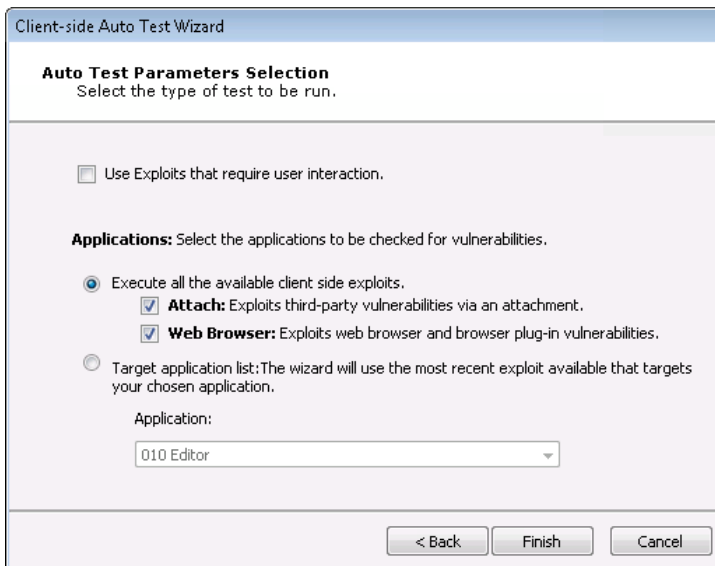 Client-side Auto Test Wizard
Auto Test Parameters Selection
Select the type of test to be run.
Use Exploits that require user interaction.
Applications: Select the applications to be checked for vulnerabilities.
Execute all the available client side exploits.
Attach: Exploits third-party vulnerabilities via an attachment.
Web Browser: Exploits web browser and browser plug-in vulnerabilities.
Target application list:The wizard will use the most recent exploit available that targets
your chosen application.
Application:
010 Editor
< Back Finish Cancel